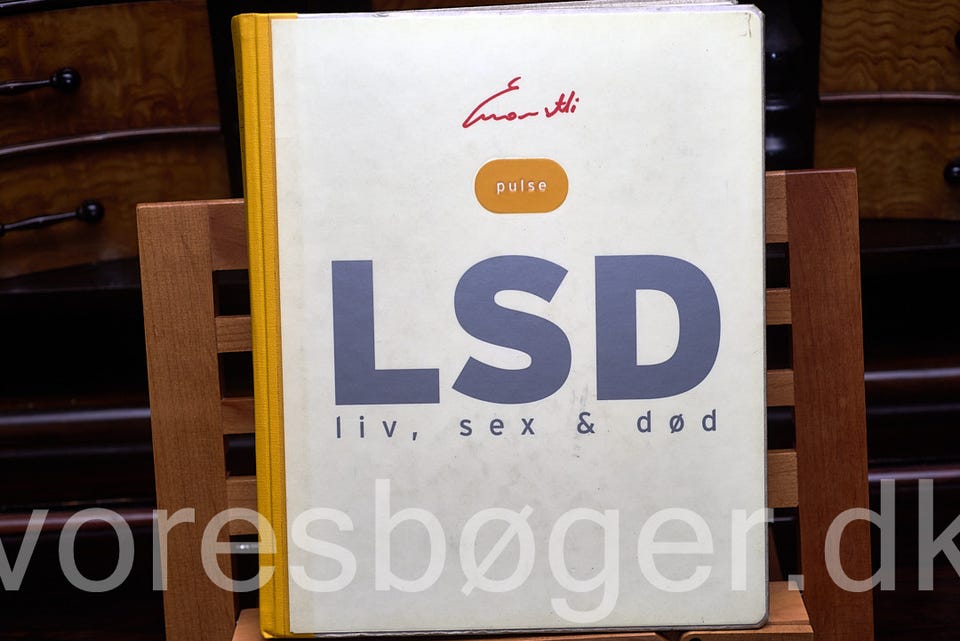 pulse
LSD
liv, sex & død
voresbøger.dk